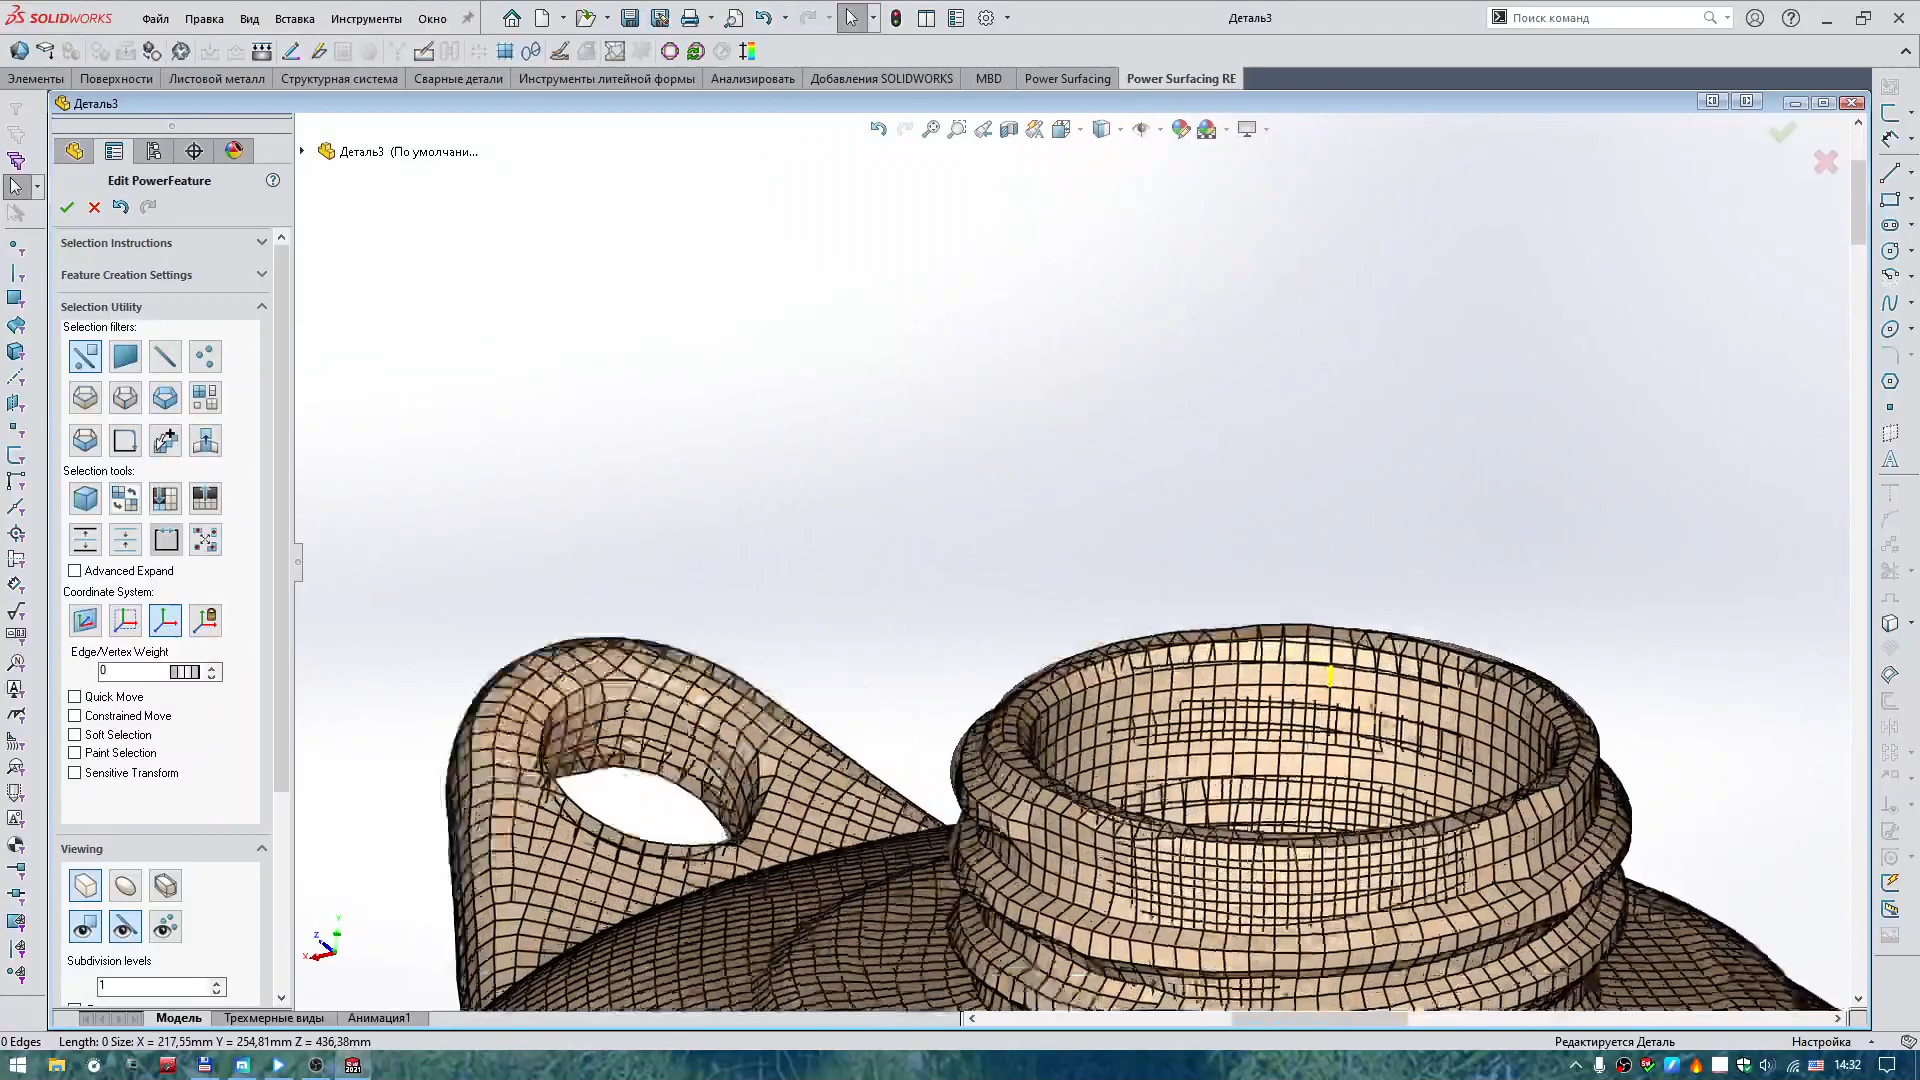 SOLIDWORKS
Файл Правка Вид Вставка Инструменты Окно
Деталь3
Поиск команд
Элементы Поверхности Листовой металл Структурная система Сварные детали Инструменты литейной формы Анализировать Добавления SOLIDWORKS MBD Power Surfacing Power Surfacing RE
Деталь3
Деталь3 (По умолчани...
Edit PowerFeature
Selection Instructions
Feature Creation Settings
Selection Utility
Selection filters:
Selection tools:
Advanced Expand
Coordinate System:
Edge/Vertex Weight
0
Quick Move
Constrained Move
Soft Selection
Paint Selection
Sensitive Transform
Viewing
Subdivision levels
1
Y
Z
X
Модель Трехмерные виды Анимация1
0 Edges Length: 0 Size: X = 217,55mm Y = 254,81mm Z = 436,38mm Редактируется Деталь Настройка
14:32